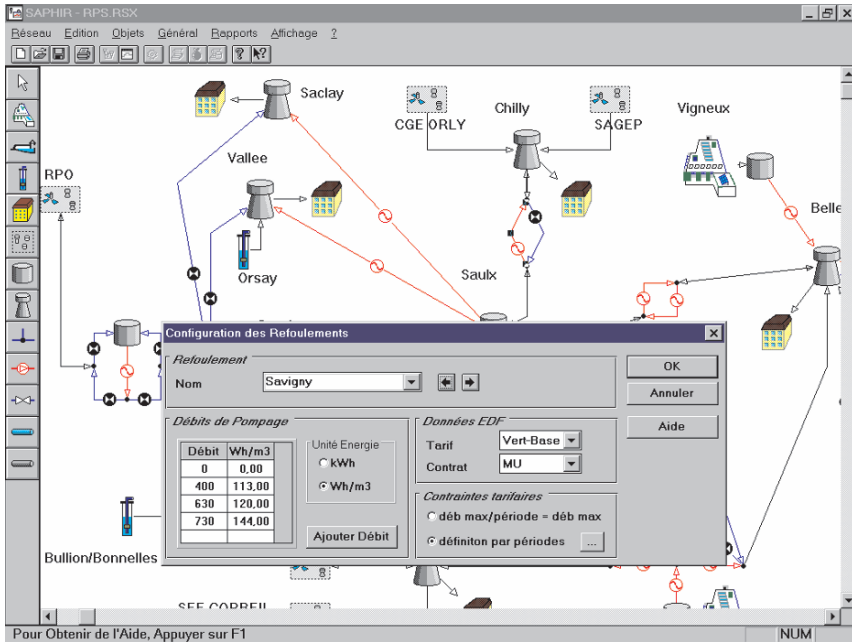 SAPHIR - RPS.RSX
Réseau Edition Objets Général Rapports Affichage ?
Saclay
CGE ORLY
Chilly
SAGEP
Vigneux
Vallee
RPO
Belle
Orsay
Saulx
Configuration des Refoulements
Refoulement
Nom Savigny
OK
Annuler
Aide
Débits de Pompage
Débit Wh/m3
0 0,00
400 113,00
630 120,00
730 144,00
Unité Energie
kWh
Wh/m3
Ajouter Débit
Données EDF
Tarif Vert-Base
Contrat MU
Contraintes tarifaires
déb max/période = déb max
définiton par périodes ...
Bullion/Bonnelles
Pour Obtenir de l'Aide, Appuyer sur F1
NUM